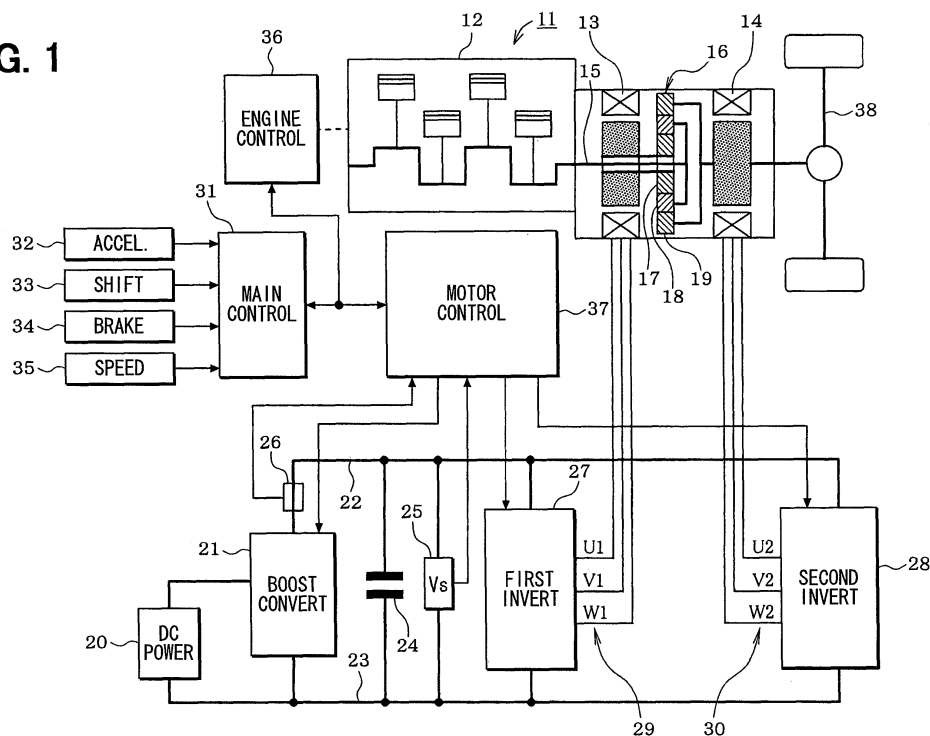 G. 1
36
12
11
13
16
14
15
38
ENGINE
CONTROL
31
32
ACCEL.
33
SHIFT
34
BRAKE
35
SPEED
MAIN
CONTROL
MOTOR
CONTROL
37
17
18
19
26
22
27
25
21
BOOST
CONVERT
Vs
24
20
DC
POWER
23
FIRST
INVERT
U1
V1
W1
29
U2
V2
W2
30
SECOND
INVERT
28